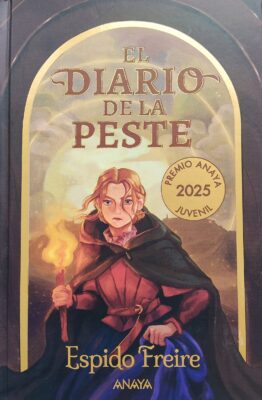 EL
DIARIO
DE LA
PESTE
PREMIO ANAYA
2025
JUVENIL
Espido Freire
ANAYA